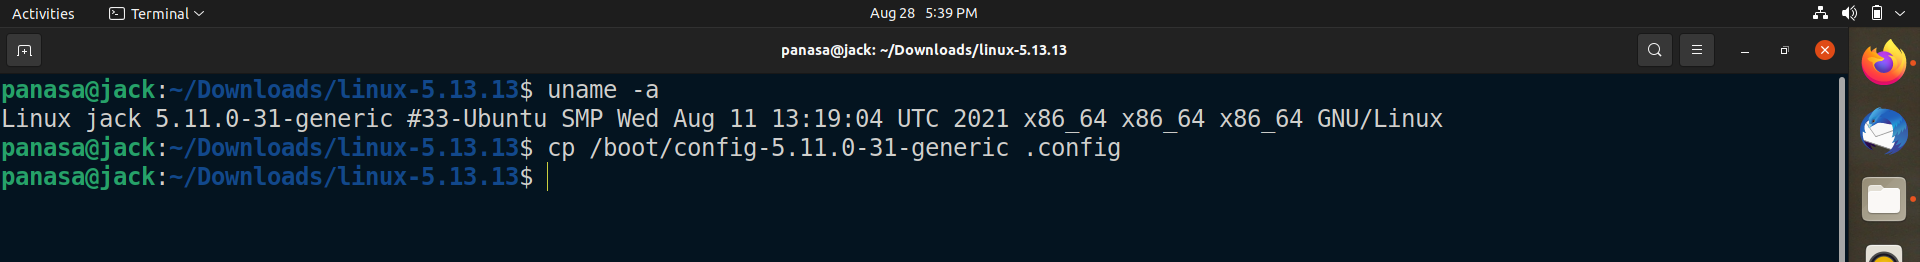 Activities Terminal Aug 28 5:39 PM
panasa@jack: ~/Downloads/linux-5.13.13
panasa@jack:~/Downloads/linux-5.13.13$ uname -a
Linux jack 5.11.0-31-generic #33-Ubuntu SMP Wed Aug 11 13:19:04 UTC 2021 x86_64 x86_64 x86_64 GNU/Linux
panasa@jack:~/Downloads/linux-5.13.13$ cp /boot/config-5.11.0-31-generic .config
panasa@jack:~/Downloads/linux-5.13.13$